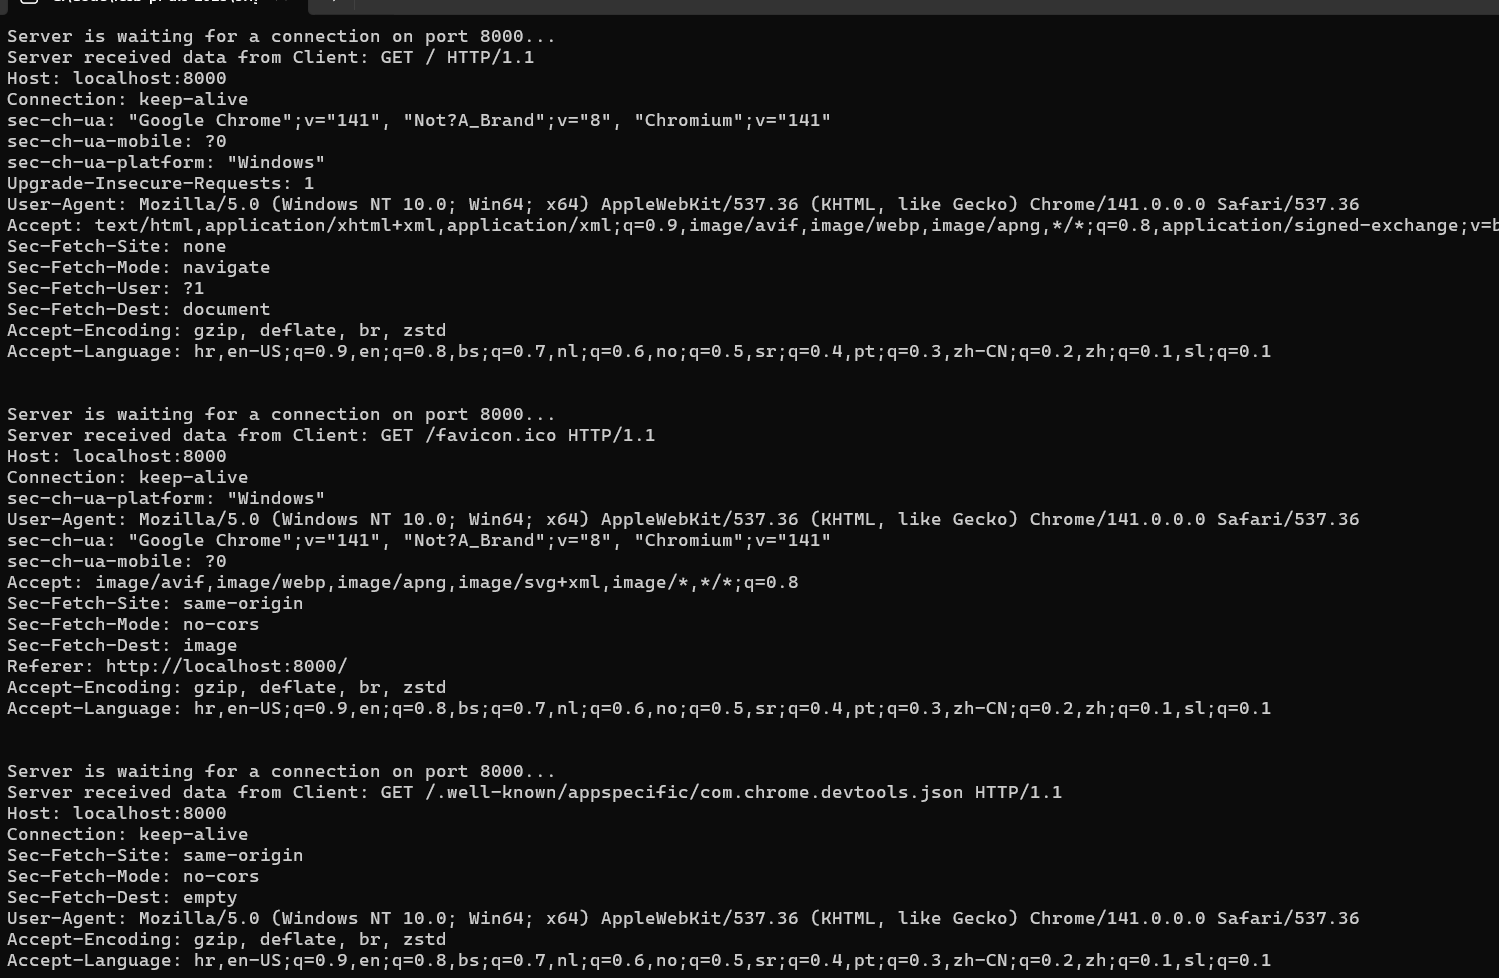 Server is waiting for a connection on port 8000...
Server received data from Client: GET / HTTP/1.1
Host: localhost:8000
Connection: keep-alive
sec-ch-ua: "Google Chrome";v="141", "Not?A_Brand";v="8", "Chromium";v="141"
sec-ch-ua-mobile: ?0
sec-ch-ua-platform: "Windows"
Upgrade-Insecure-Requests: 1
User-Agent: Mozilla/5.0 (Windows NT 10.0; Win64; x64) AppleWebKit/537.36 (KHTML, like Gecko) Chrome/141.0.0.0 Safari/537.36
Accept: text/html,application/xhtml+xml,application/xml;q=0.9,image/avif,image/webp,image/apng,*/*;q=0.8,application/signed-exchange;v=b
Sec-Fetch-Site: none
Sec-Fetch-Mode: navigate
Sec-Fetch-User: ?1
Sec-Fetch-Dest: document
Accept-Encoding: gzip, deflate, br, zstd
Accept-Language: hr,en-US;q=0.9,en;q=0.8,bs;q=0.7,nl;q=0.6,no;q=0.5,sr;q=0.4,pt;q=0.3,zh-CN;q=0.2,zh;q=0.1,sl;q=0.1
Server is waiting for a connection on port 8000...
Server received data from Client: GET /favicon.ico HTTP/1.1
Host: localhost:8000
Connection: keep-alive
sec-ch-ua-platform: "Windows"
User-Agent: Mozilla/5.0 (Windows NT 10.0; Win64; x64) AppleWebKit/537.36 (KHTML, like Gecko) Chrome/141.0.0.0 Safari/537.36
sec-ch-ua: "Google Chrome";v="141", "Not?A_Brand";v="8", "Chromium";v="141"
sec-ch-ua-mobile: ?0
Accept: image/avif,image/webp,image/apng,image/svg+xml,image/*,*/*;q=0.8
Sec-Fetch-Site: same-origin
Sec-Fetch-Mode: no-cors
Sec-Fetch-Dest: image
Referer: http://localhost:8000/
Accept-Encoding: gzip, deflate, br, zstd
Accept-Language: hr,en-US;q=0.9,en;q=0.8,bs;q=0.7,nl;q=0.6,no;q=0.5,sr;q=0.4,pt;q=0.3,zh-CN;q=0.2,zh;q=0.1,sl;q=0.1
Server is waiting for a connection on port 8000...
Server received data from Client: GET /.well-known/appspecific/com.chrome.devtools.json HTTP/1.1
Host: localhost:8000
Connection: keep-alive
Sec-Fetch-Site: same-origin
Sec-Fetch-Mode: no-cors
Sec-Fetch-Dest: empty
User-Agent: Mozilla/5.0 (Windows NT 10.0; Win64; x64) AppleWebKit/537.36 (KHTML, like Gecko) Chrome/141.0.0.0 Safari/537.36
Accept-Encoding: gzip, deflate, br, zstd
Accept-Language: hr,en-US;q=0.9,en;q=0.8,bs;q=0.7,nl;q=0.6,no;q=0.5,sr;q=0.4,pt;q=0.3,zh-CN;q=0.2,zh;q=0.1,sl;q=0.1